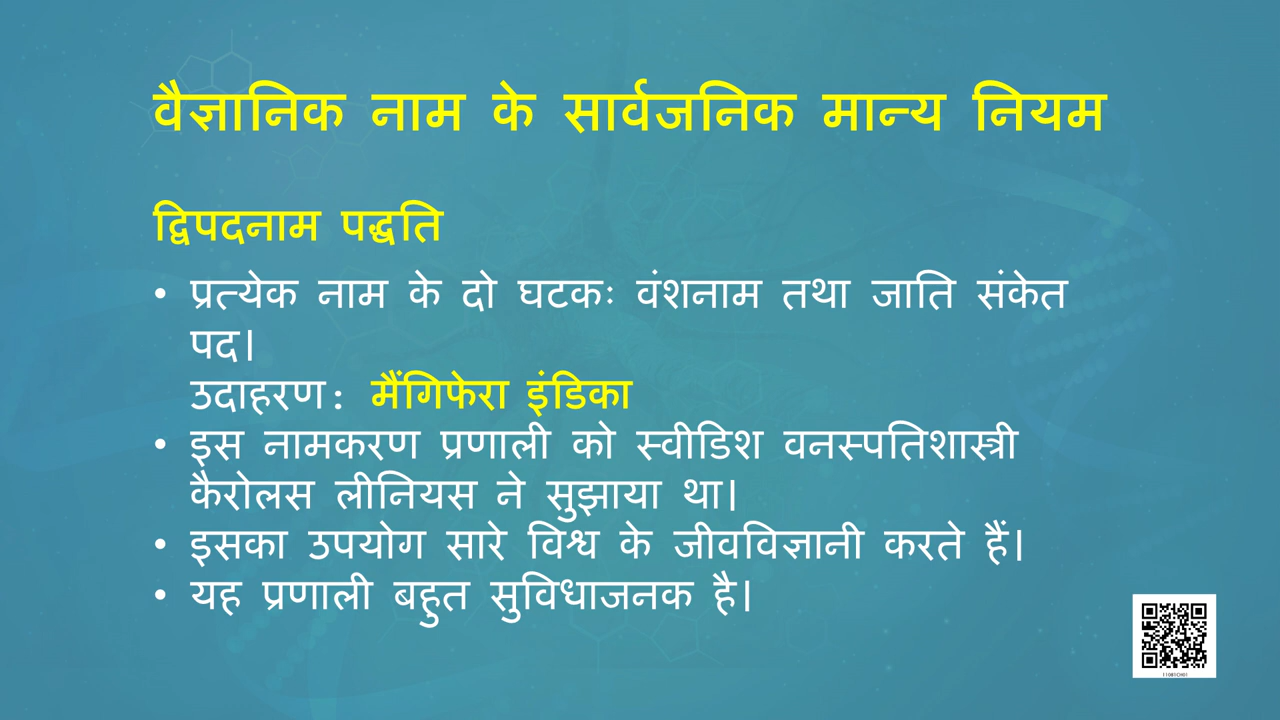 वैज्ञानिक नाम के सार्वजनिक मान्य नियम
द्विपदनाम पद्धति
• प्रत्येक नाम के दो घटकः वंशनाम तथा जाति संकेत
पद।
उदाहरण: मैंगिफेरा इंडिका
• इस नामकरण प्रणाली को स्वीडिश वनस्पतिशास्त्री
कैरोलस लीनियस ने सुझाया था।
• इसका उपयोग सारे विश्व के जीवविज्ञानी करते हैं।
• यह प्रणाली बहुत सुविधाजनक है।
11081CH01